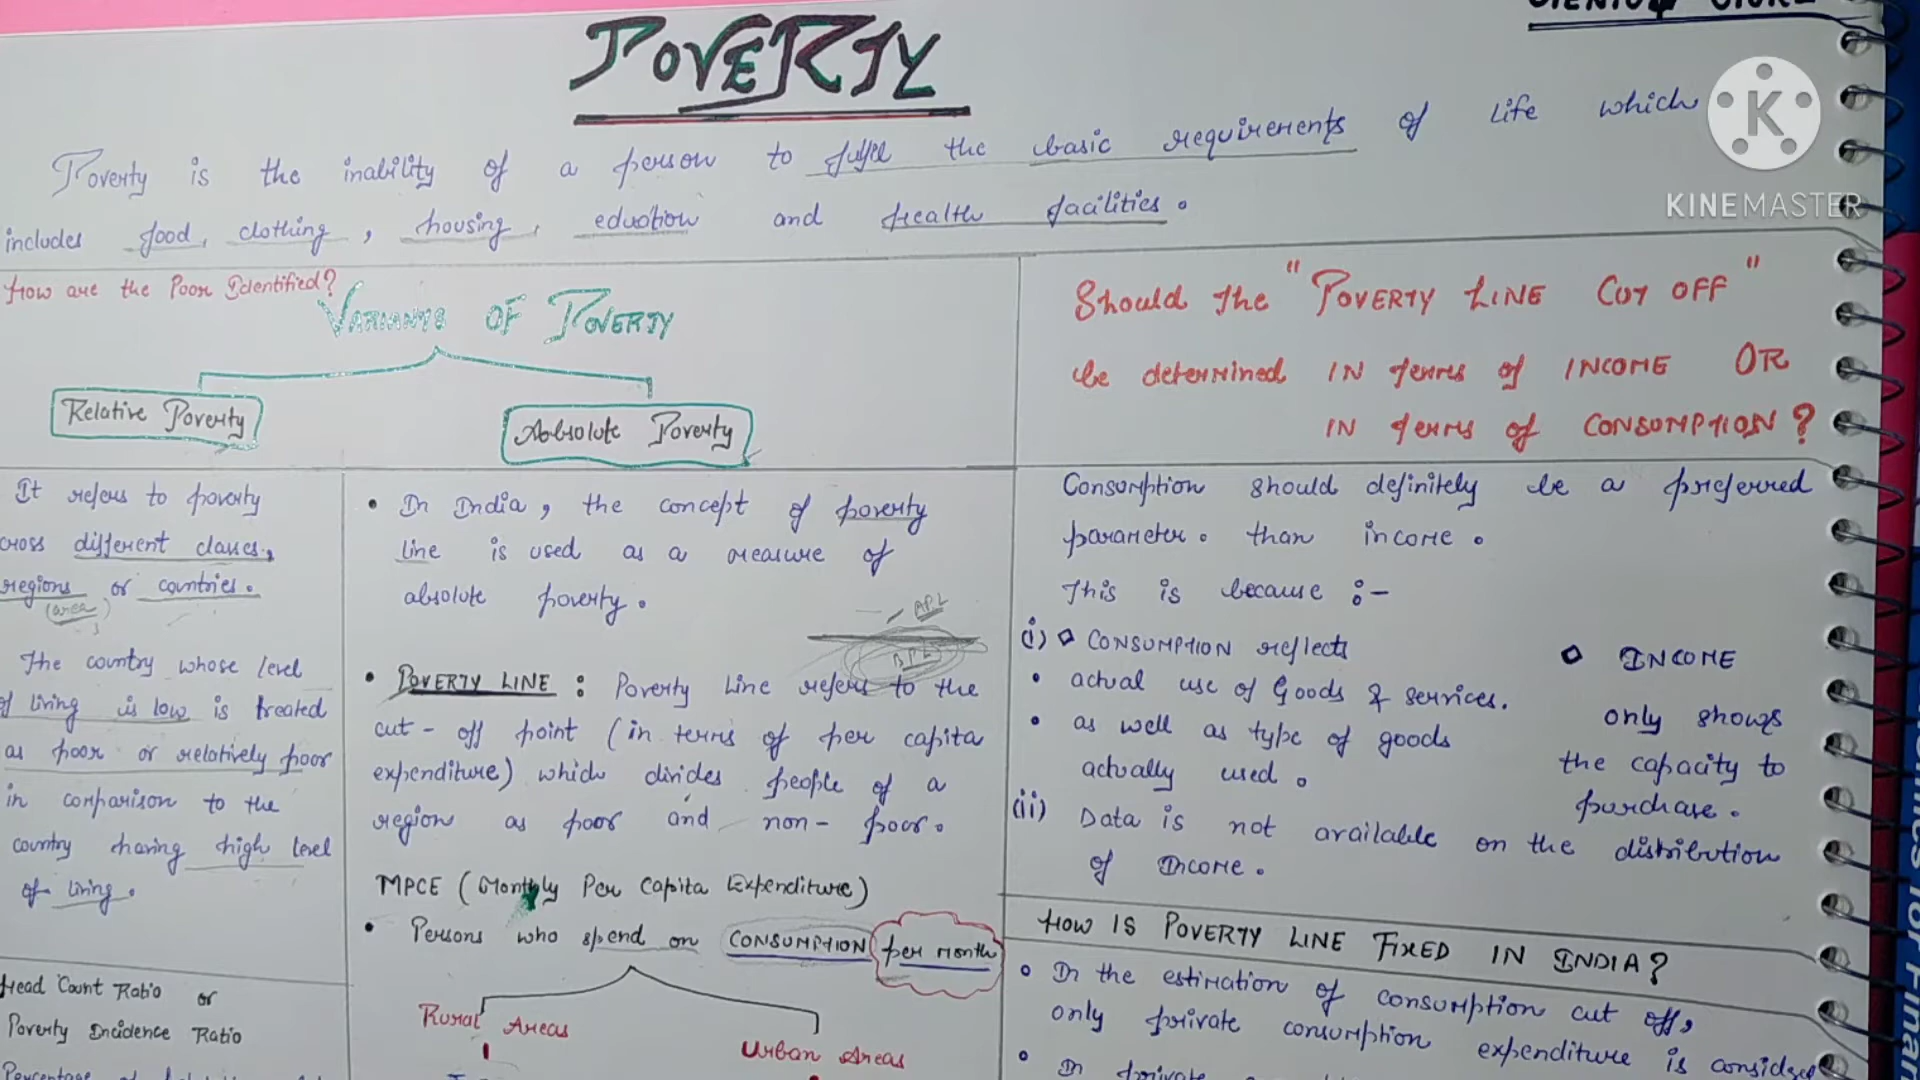 POVERTY
Poverty is the inability of a person to fulfil the basic requirements of life which
includes food, clothing, housing, eduction and health facilities.
How are the Poor Identified?
VARIANTS OF POVERTY
Relative Poverty
Absolute Poverty
It refers to poverty
cross different classes,
regions or countries.
(area)
The country whose level
of living is low is treated
as poor or relatively poor
in comparison to the
country having high level
of living.
Head Count Ratio or
Poverty Incidence Ratio
• In India, the concept of poverty
line is used as a measure of
absolute poverty.
APL
BPL
• POVERTY LINE : Poverty Line refers to the
cut-off point (in terms of per capita
expenditure) which divides people of a
region as poor and non-poor.
MPCE (Monthly Per Capita Expenditure)
• Persons who spend on CONSUMPTION per month
Rural Areas
Urban Areas
Should the "POVERTY LINE CUT OFF"
be determined IN terms of INCOME OR
IN terms of CONSUMPTION?
Consumption should definitely be a preferred
parameter. than income.
This is because :-
(i) CONSUMPTION reflects
• actual use of Goods & services.
• as well as type of goods
actually used.
INCOME
only shows
the capacity to
purchase.
(ii) Data is not available on the distribution
of Income.
HOW IS POVERTY LINE FIXED IN INDIA?
• In the estimation of consumption cut off,
only private consumption expenditure is considered
• In private
K
KINEMASTER